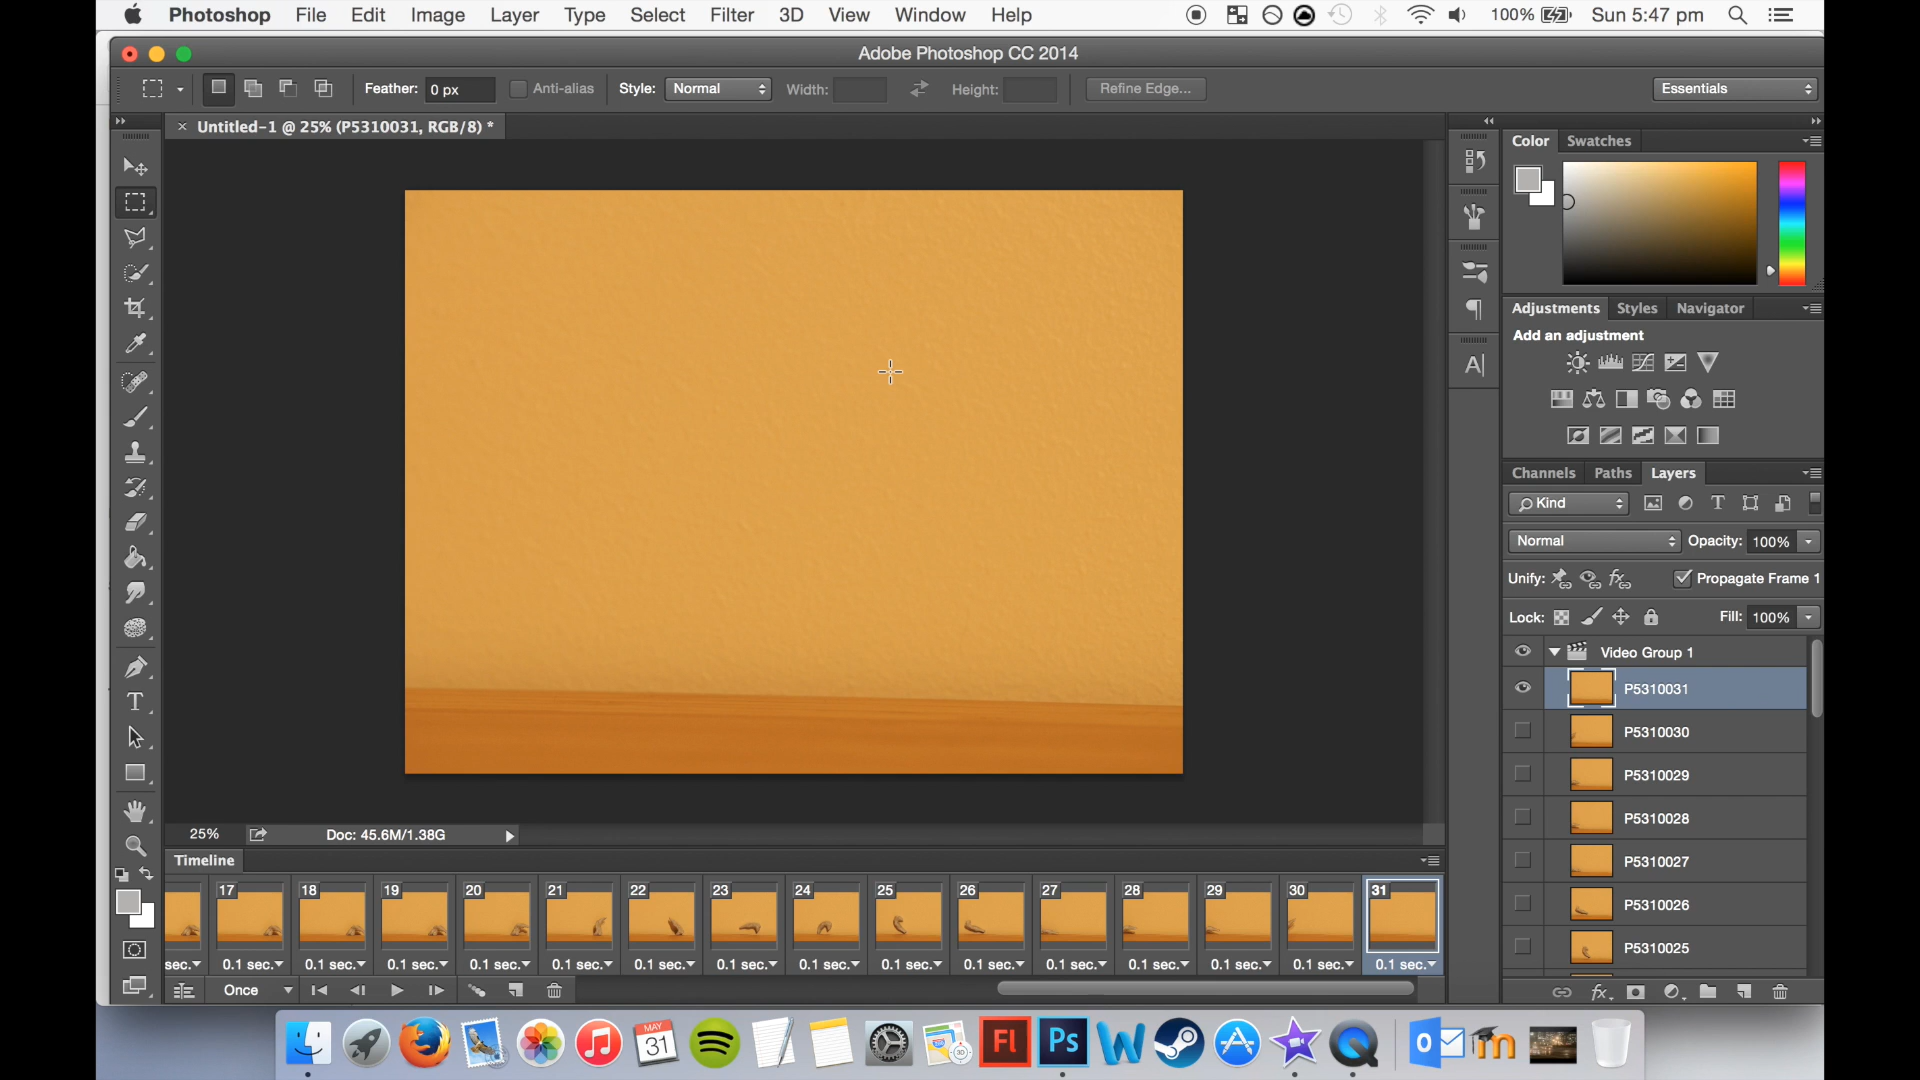 Photoshop File Edit Image Layer Type Select Filter 3D View Window Help 100% Sun 5:47 pm
Adobe Photoshop CC 2014
Feather: 0 px Anti-alias Style: Normal Width: Height: Refine Edge... Essentials
× Untitled-1 @ 25% (P5310031, RGB/8) *
Color Swatches
Adjustments Styles Navigator
Add an adjustment
Channels Paths Layers
Kind
Normal Opacity: 100%
Unify: Propagate Frame 1
Lock: Fill: 100%
Video Group 1
P5310031
P5310030
P5310029
P5310028
P5310027
P5310026
P5310025
25% Doc: 45.6M/1.38G
Timeline
17 18 19 20 21 22 23 24 25 26 27 28 29 30 31
sec. 0.1 sec. 0.1 sec. 0.1 sec. 0.1 sec. 0.1 sec. 0.1 sec. 0.1 sec. 0.1 sec. 0.1 sec. 0.1 sec. 0.1 sec. 0.1 sec. 0.1 sec. 0.1 sec. 0.1 sec.
Once
MAY
31
Fl Ps W